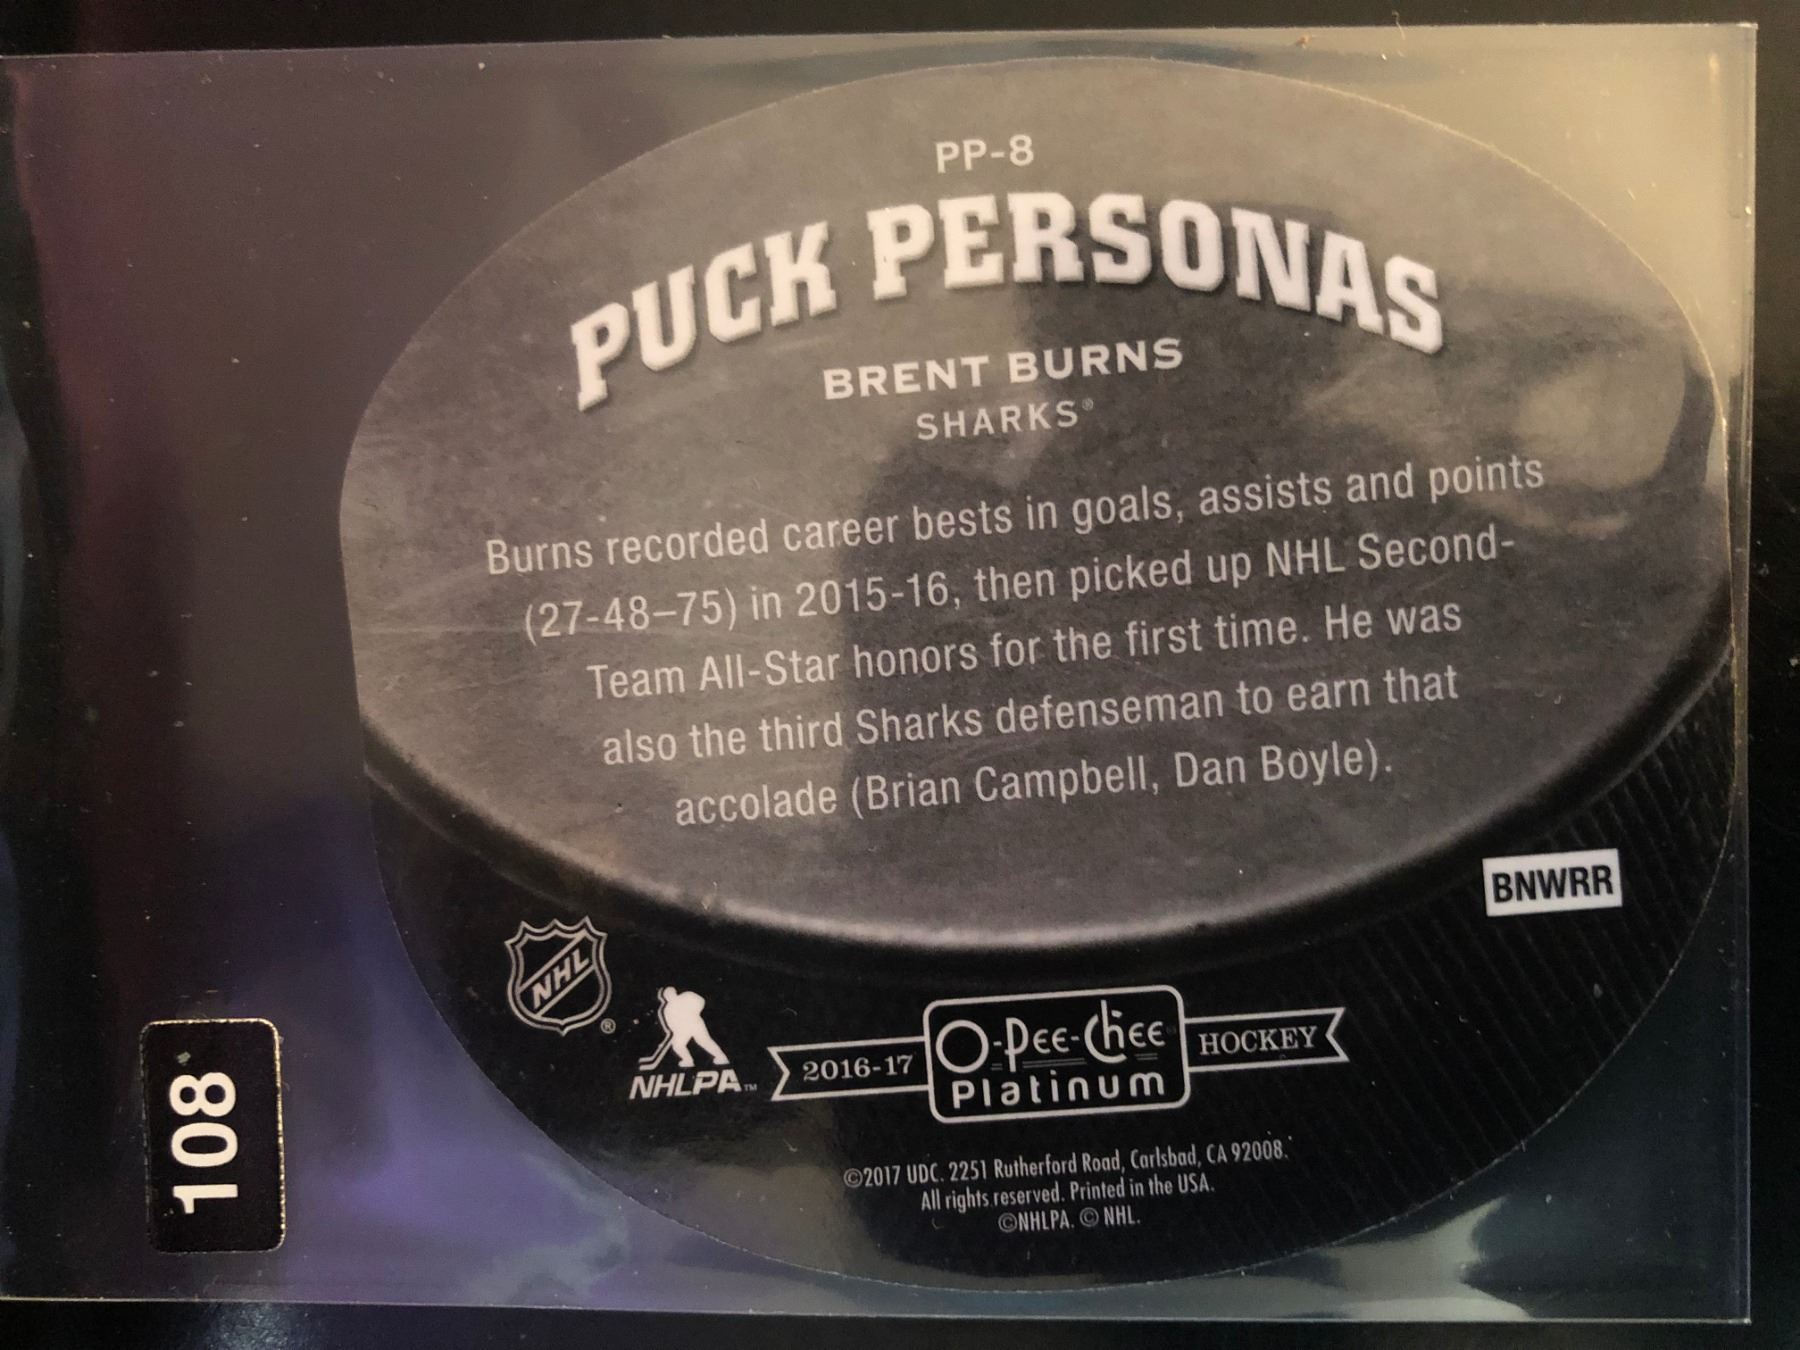 PP-8
PUCK PERSONAS
BRENT BURNS
SHARKS®
Burns recorded career bests in goals, assists and points
(27-48–75) in 2015-16, then picked up NHL Second-
Team All-Star honors for the first time. He was
also the third Sharks defenseman to earn that
accolade (Brian Campbell, Dan Boyle).
BNWRR
NHL®
NHLPA™
2016-17 O-Pee-Chee HOCKEY
Platinum
©2017 UDC. 2251 Rutherford Road, Carlsbad, CA 92008.
All rights reserved. Printed in the USA.
©NHLPA. © NHL.
108